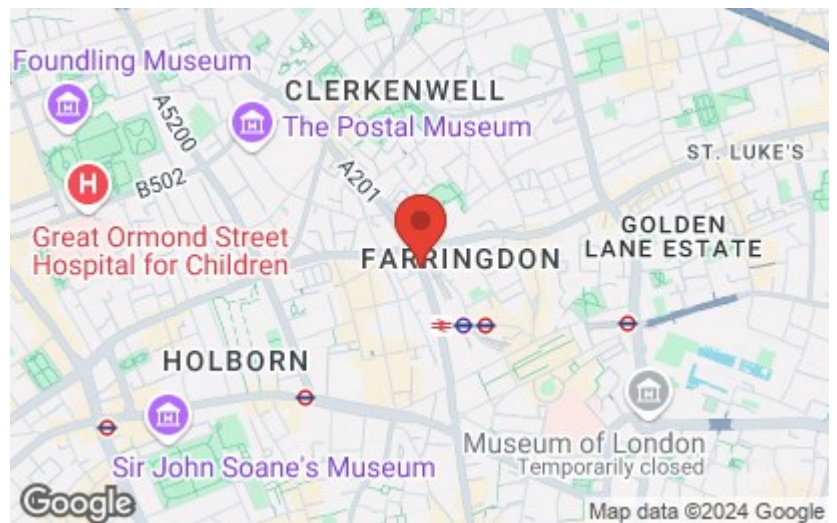 Foundling Museum
CLERKENWELL
The Postal Museum
A5200
B502
A201
ST. LUKE'S
H
Great Ormond Street
Hospital for Children
FARRINGDON
GOLDEN
LANE ESTATE
HOLBORN
Sir John Soane's Museum
Museum of London
Temporarily closed
Google
Map data ©2024 Google